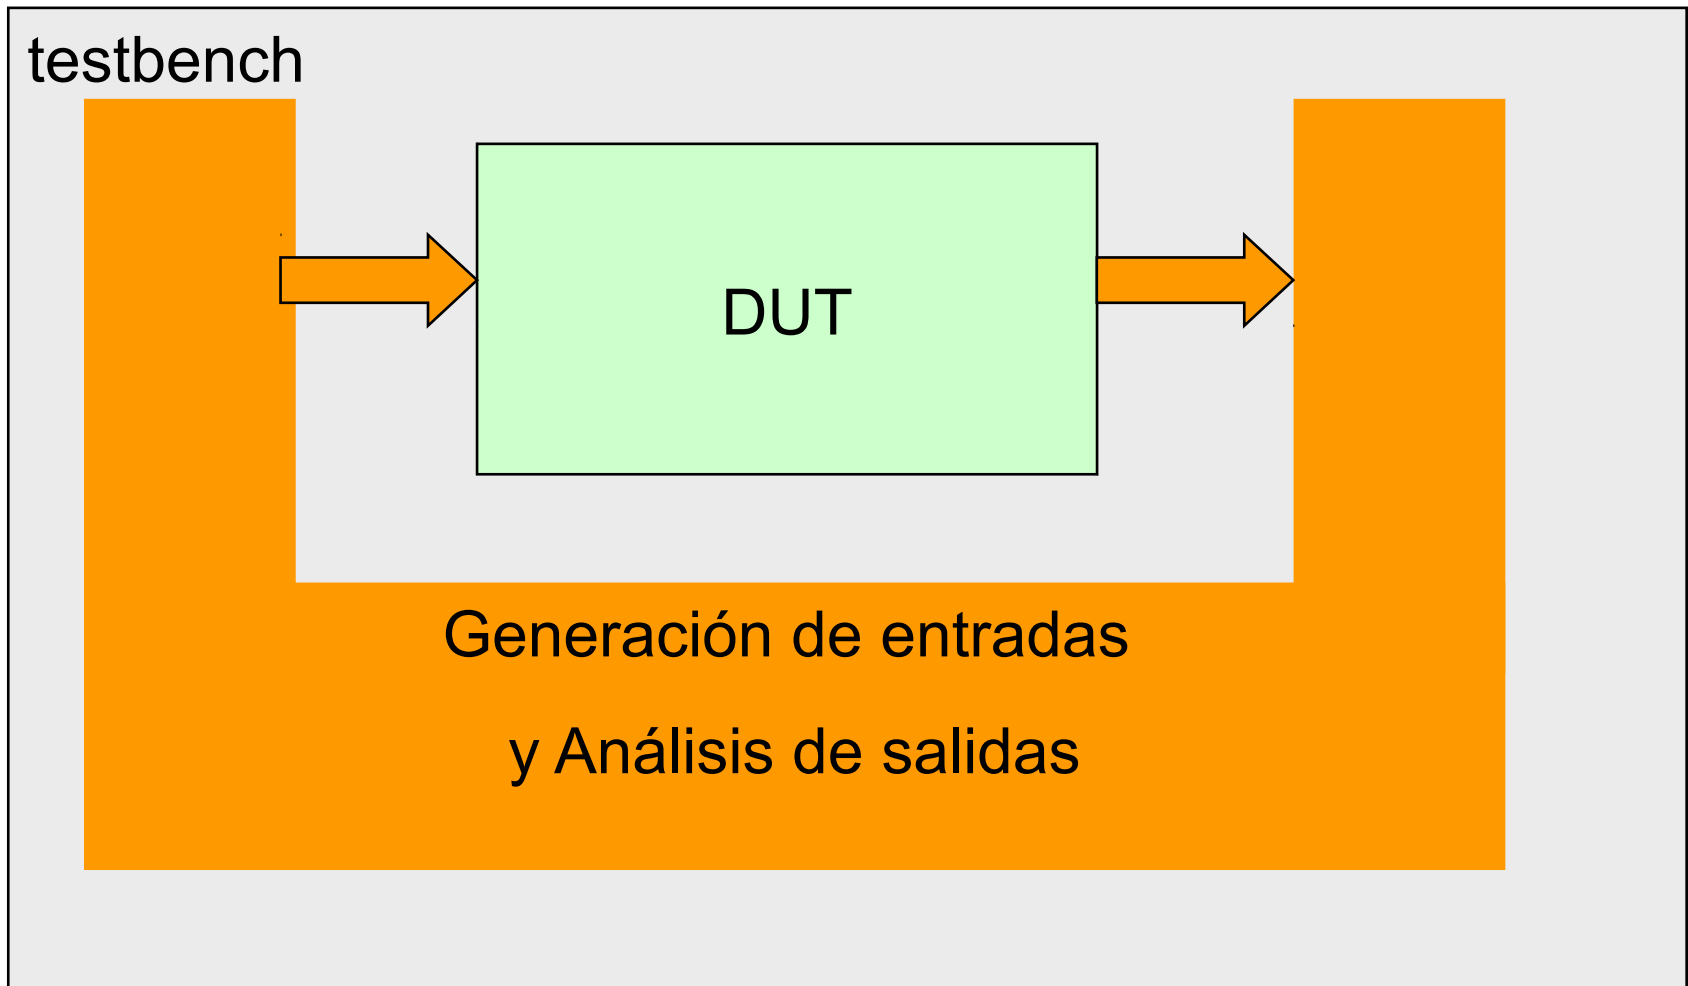 testbench
DUT
Generación de entradas
y Análisis de salidas